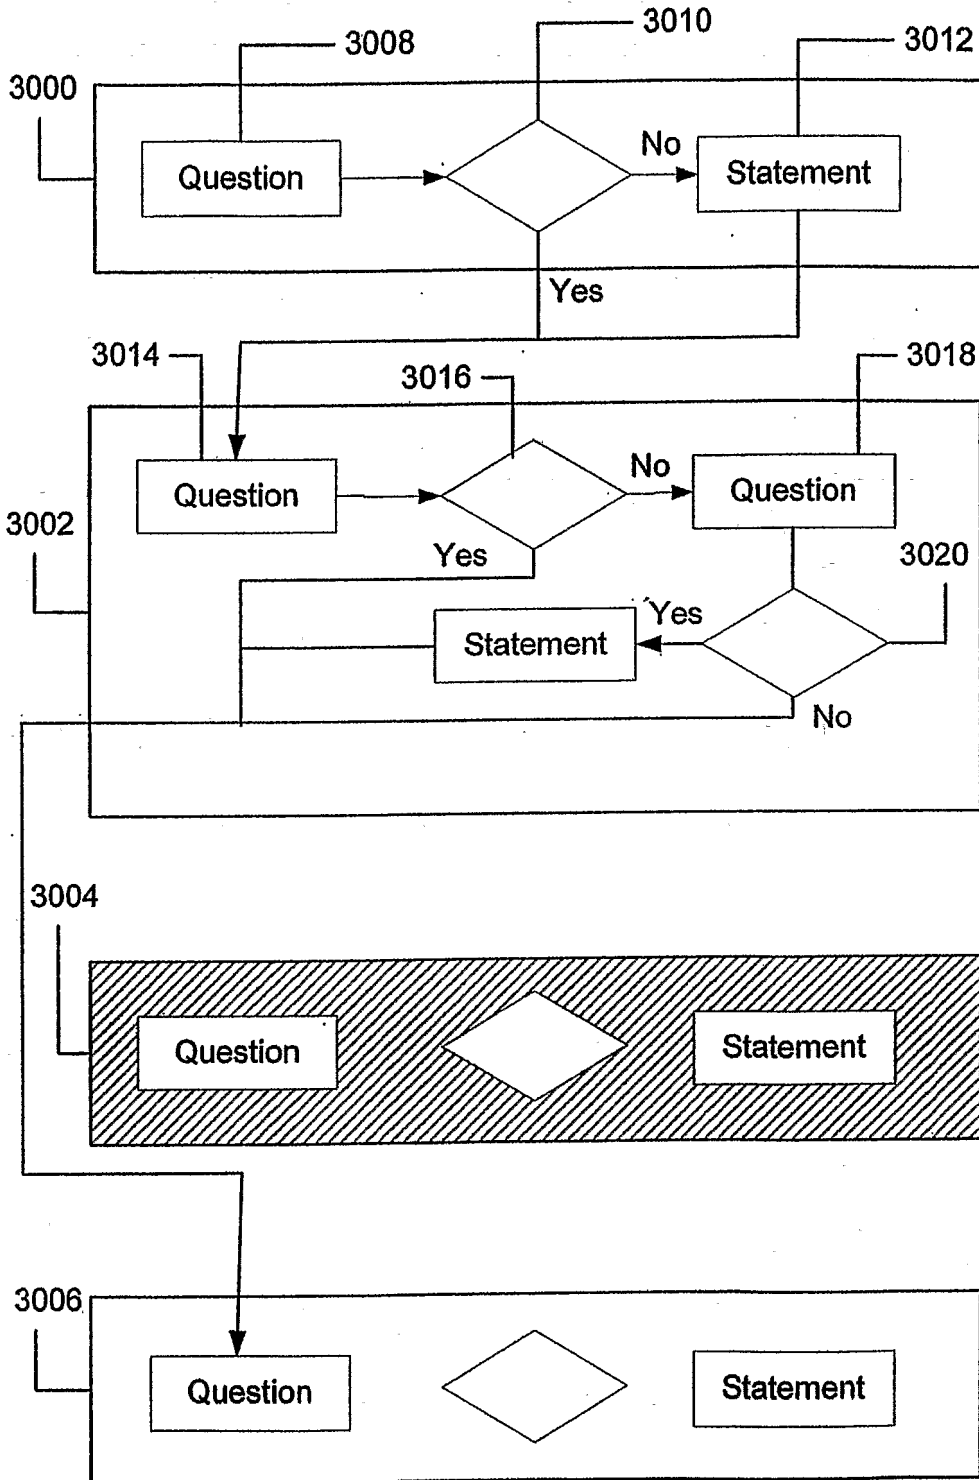 3008
3010
3012
3000
Question
No
Statement
Yes
3014
3016
3018
Question
No
Question
3002
Yes
3020
Statement
Yes
No
3004
Question
Statement
3006
Question
Statement